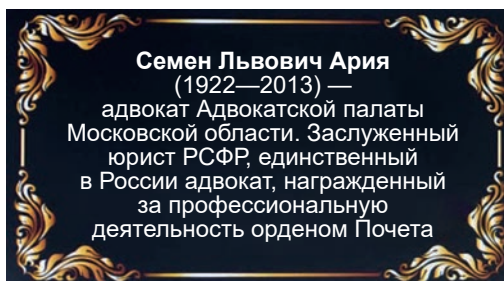 Семен Львович Ария
(1922—2013) —
адвокат Адвокатской палаты
Московской области. Заслуженный
юрист РСФР, единственный
в России адвокат, награжденный
за профессиональную
деятельность орденом Почета